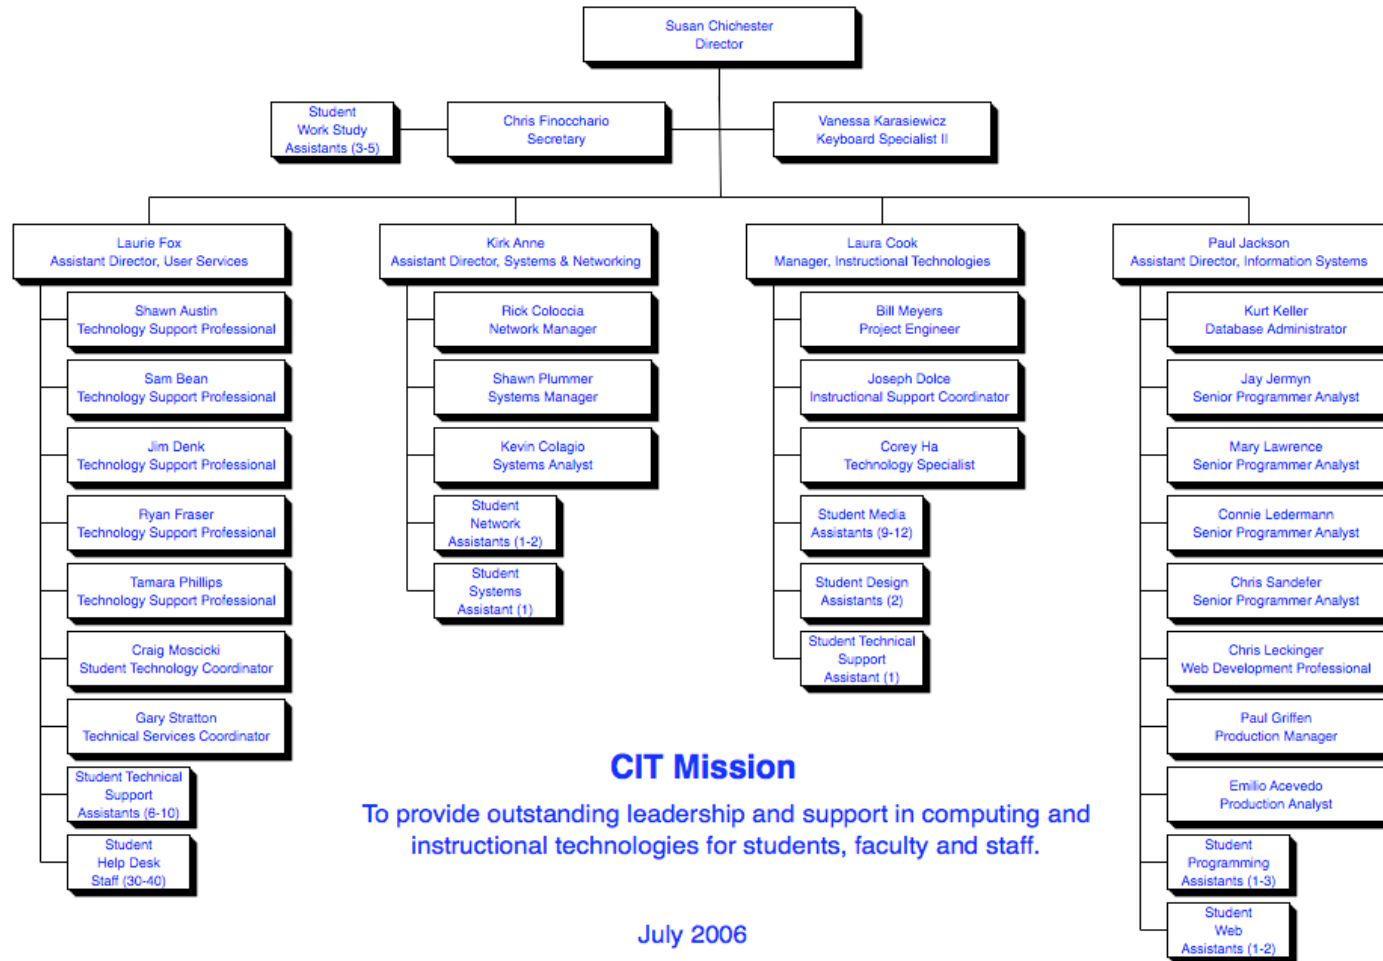 Susan Chichester
Director
Student
Work Study
Assistants (3-5)
Chris Finocchario
Secretary
Vanessa Karasiewicz
Keyboard Specialist II
Laurie Fox
Assistant Director, User Services
Shawn Austin
Technology Support Professional
Sam Bean
Technology Support Professional
Jim Denk
Technology Support Professional
Ryan Fraser
Technology Support Professional
Tamara Phillips
Technology Support Professional
Craig Moscicki
Student Technology Coordinator
Gary Stratton
Technical Services Coordinator
Student Technical
Support
Assistants (6-10)
Student
Help Desk
Staff (30-40)
Kirk Anne
Assistant Director, Systems & Networking
Rick Coloccia
Network Manager
Shawn Plummer
Systems Manager
Kevin Colagio
Systems Analyst
Student
Network
Assistants (1-2)
Student
Systems
Assistant (1)
Laura Cook
Manager, Instructional Technologies
Bill Meyers
Project Engineer
Joseph Dolce
Instructional Support Coordinator
Corey Ha
Technology Specialist
Student Media
Assistants (9-12)
Student Design
Assistants (2)
Student Technical
Support
Assistant (1)
Paul Jackson
Assistant Director, Information Systems
Kurt Keller
Database Administrator
Jay Jermyn
Senior Programmer Analyst
Mary Lawrence
Senior Programmer Analyst
Connie Ledermann
Senior Programmer Analyst
Chris Sandefer
Senior Programmer Analyst
Chris Leckinger
Web Development Professional
Paul Griffen
Production Manager
Emilio Acevedo
Production Analyst
Student
Programming
Assistants (1-3)
Student
Web
Assistants (1-2)
CIT Mission
To provide outstanding leadership and support in computing and
instructional technologies for students, faculty and staff.
July 2006